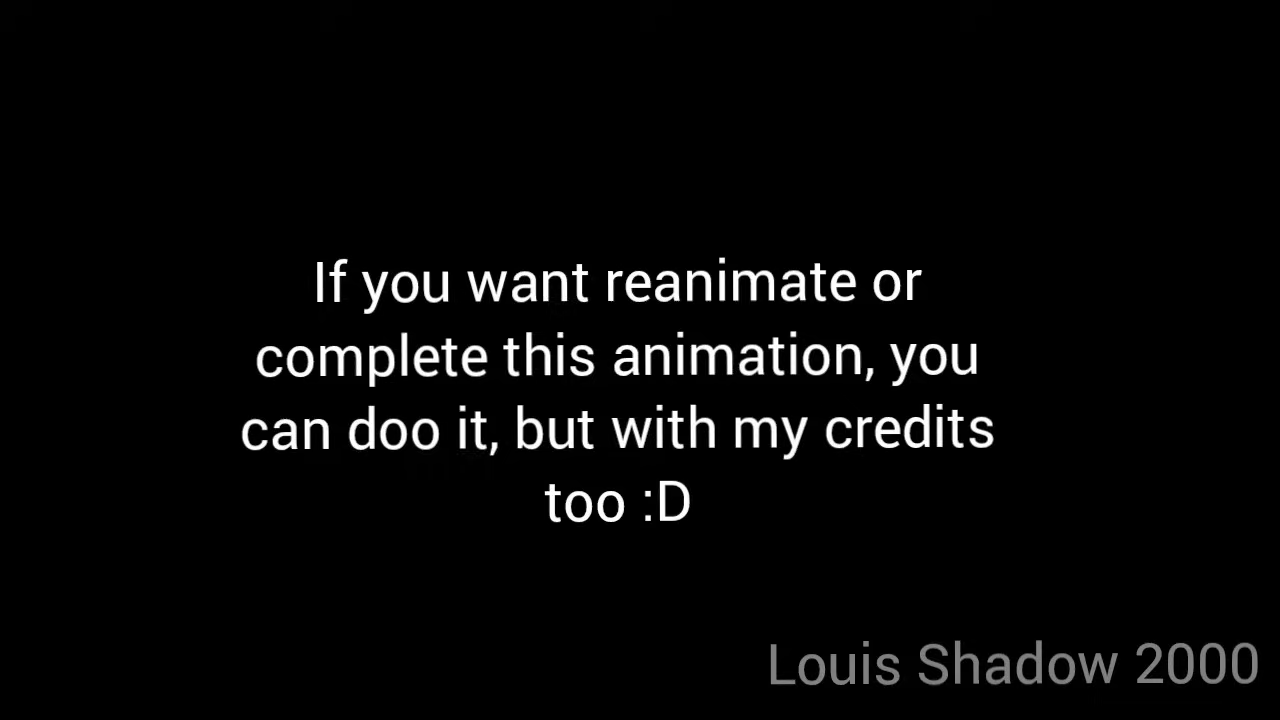 If you want reanimate or
complete this animation, you
can doo it, but with my credits
too :D
Louis Shadow 2000